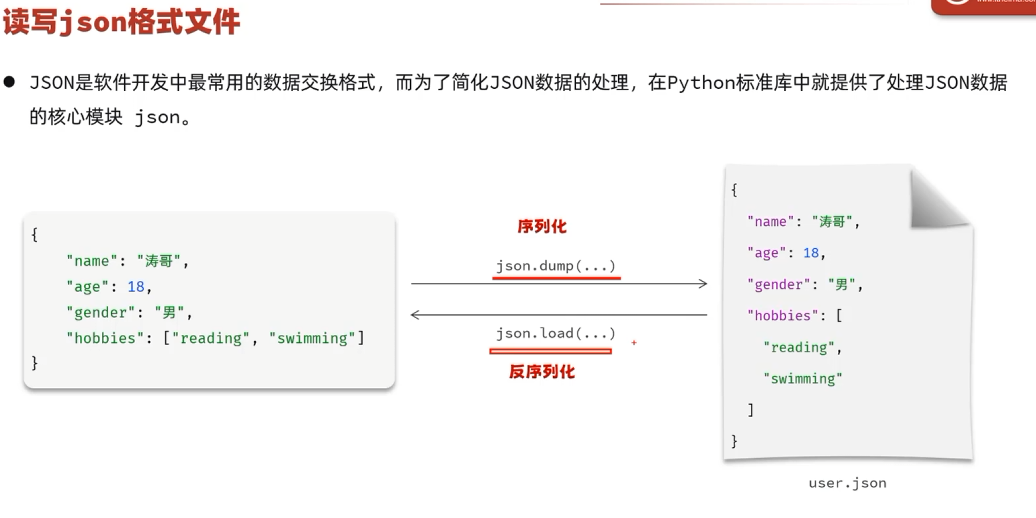 读写json格式文件
● JSON是软件开发中最常用的数据交换格式，而为了简化JSON数据的处理，在Python标准库中就提供了处理JSON数据
的核心模块 json。
{
"name": "涛哥",
"age": 18,
"gender": "男",
"hobbies": ["reading", "swimming"]
}
序列化
json.dump(...)
json.load(...)
反序列化
{
"name": "涛哥",
"age": 18,
"gender": "男",
"hobbies": [
"reading",
"swimming"
]
}
user.json